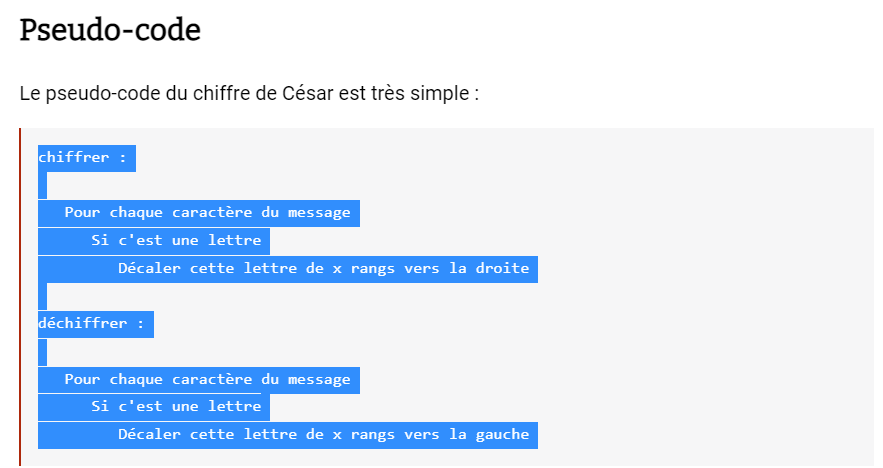 Pseudo-code
Le pseudo-code du chiffre de César est très simple :
chiffrer :
Pour chaque caractère du message
Si c'est une lettre
Décaler cette lettre de x rangs vers la droite
déchiffrer :
Pour chaque caractère du message
Si c'est une lettre
Décaler cette lettre de x rangs vers la gauche